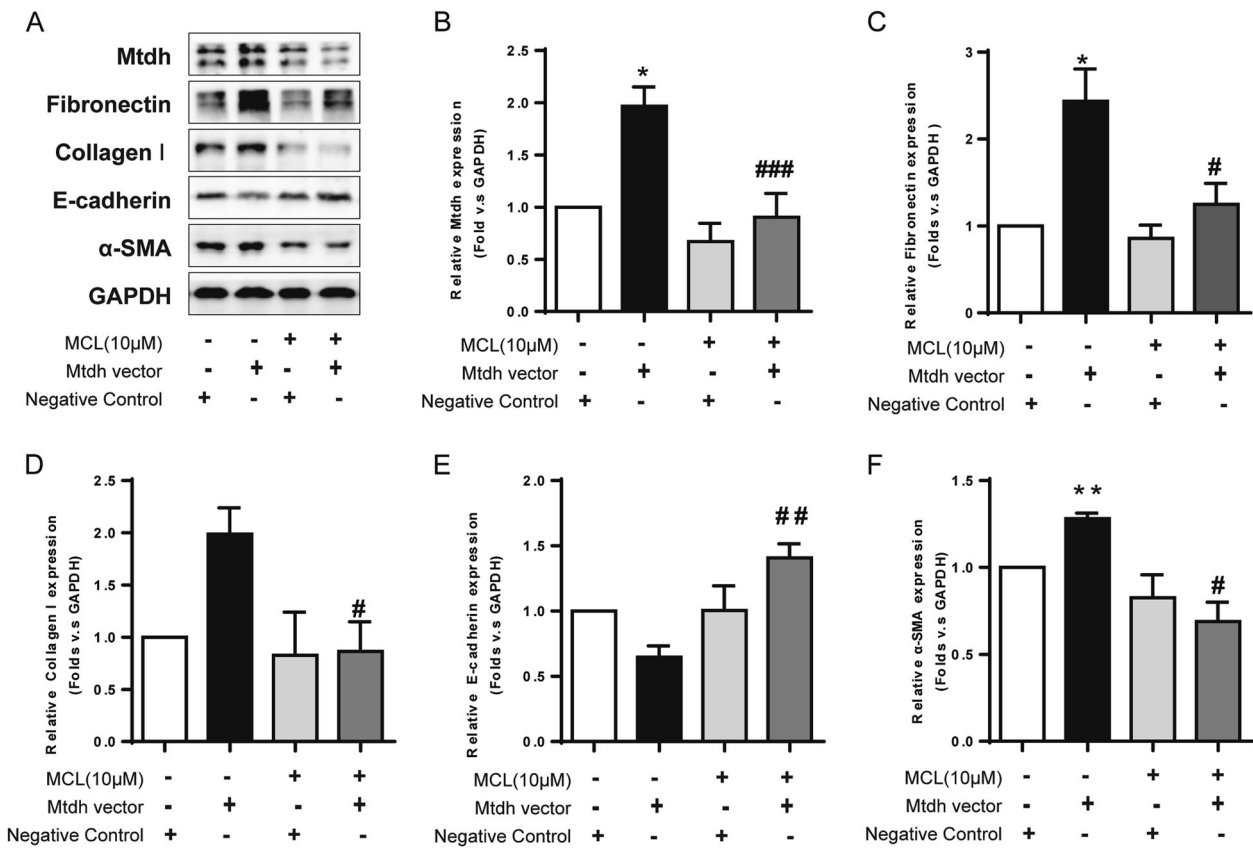 A
Mtdh
Fibronectin
Collagen I
E-cadherin
α-SMA
GAPDH
MCL(10μM) - - + +
Mtdh vector - + - +
Negative Control + - + -
B
Relative Mtdh expression
(Fold v.s GAPDH)
2.5
2.0
1.5
1.0
0.5
0.0
*
###
MCL(10μM) - - + +
Mtdh vector - + - +
Negative Control + - + -
C
Relative Fibronectin expression
(Folds v.s GAPDH)
3
2
1
0
*
#
MCL(10μM) - - + +
Mtdh vector - + - +
Negative Control + - + -
D
Relative Collagen I expression
(Folds v.s GAPDH)
2.5
2.0
1.5
1.0
0.5
0.0
#
MCL(10μM) - - + +
Mtdh vector - + - +
Negative Control + - + -
E
Relative E-cadherin expression
(Folds v.s GAPDH)
2.0
1.5
1.0
0.5
0.0
# #
MCL(10μM) - - + +
Mtdh vector - + - +
Negative Control + - + -
F
Relative α-SMA expression
(Folds v.s GAPDH)
1.5
1.0
0.5
0.0
* *
#
MCL(10μM) - - + +
Mtdh vector - + - +
Negative Control + - + -